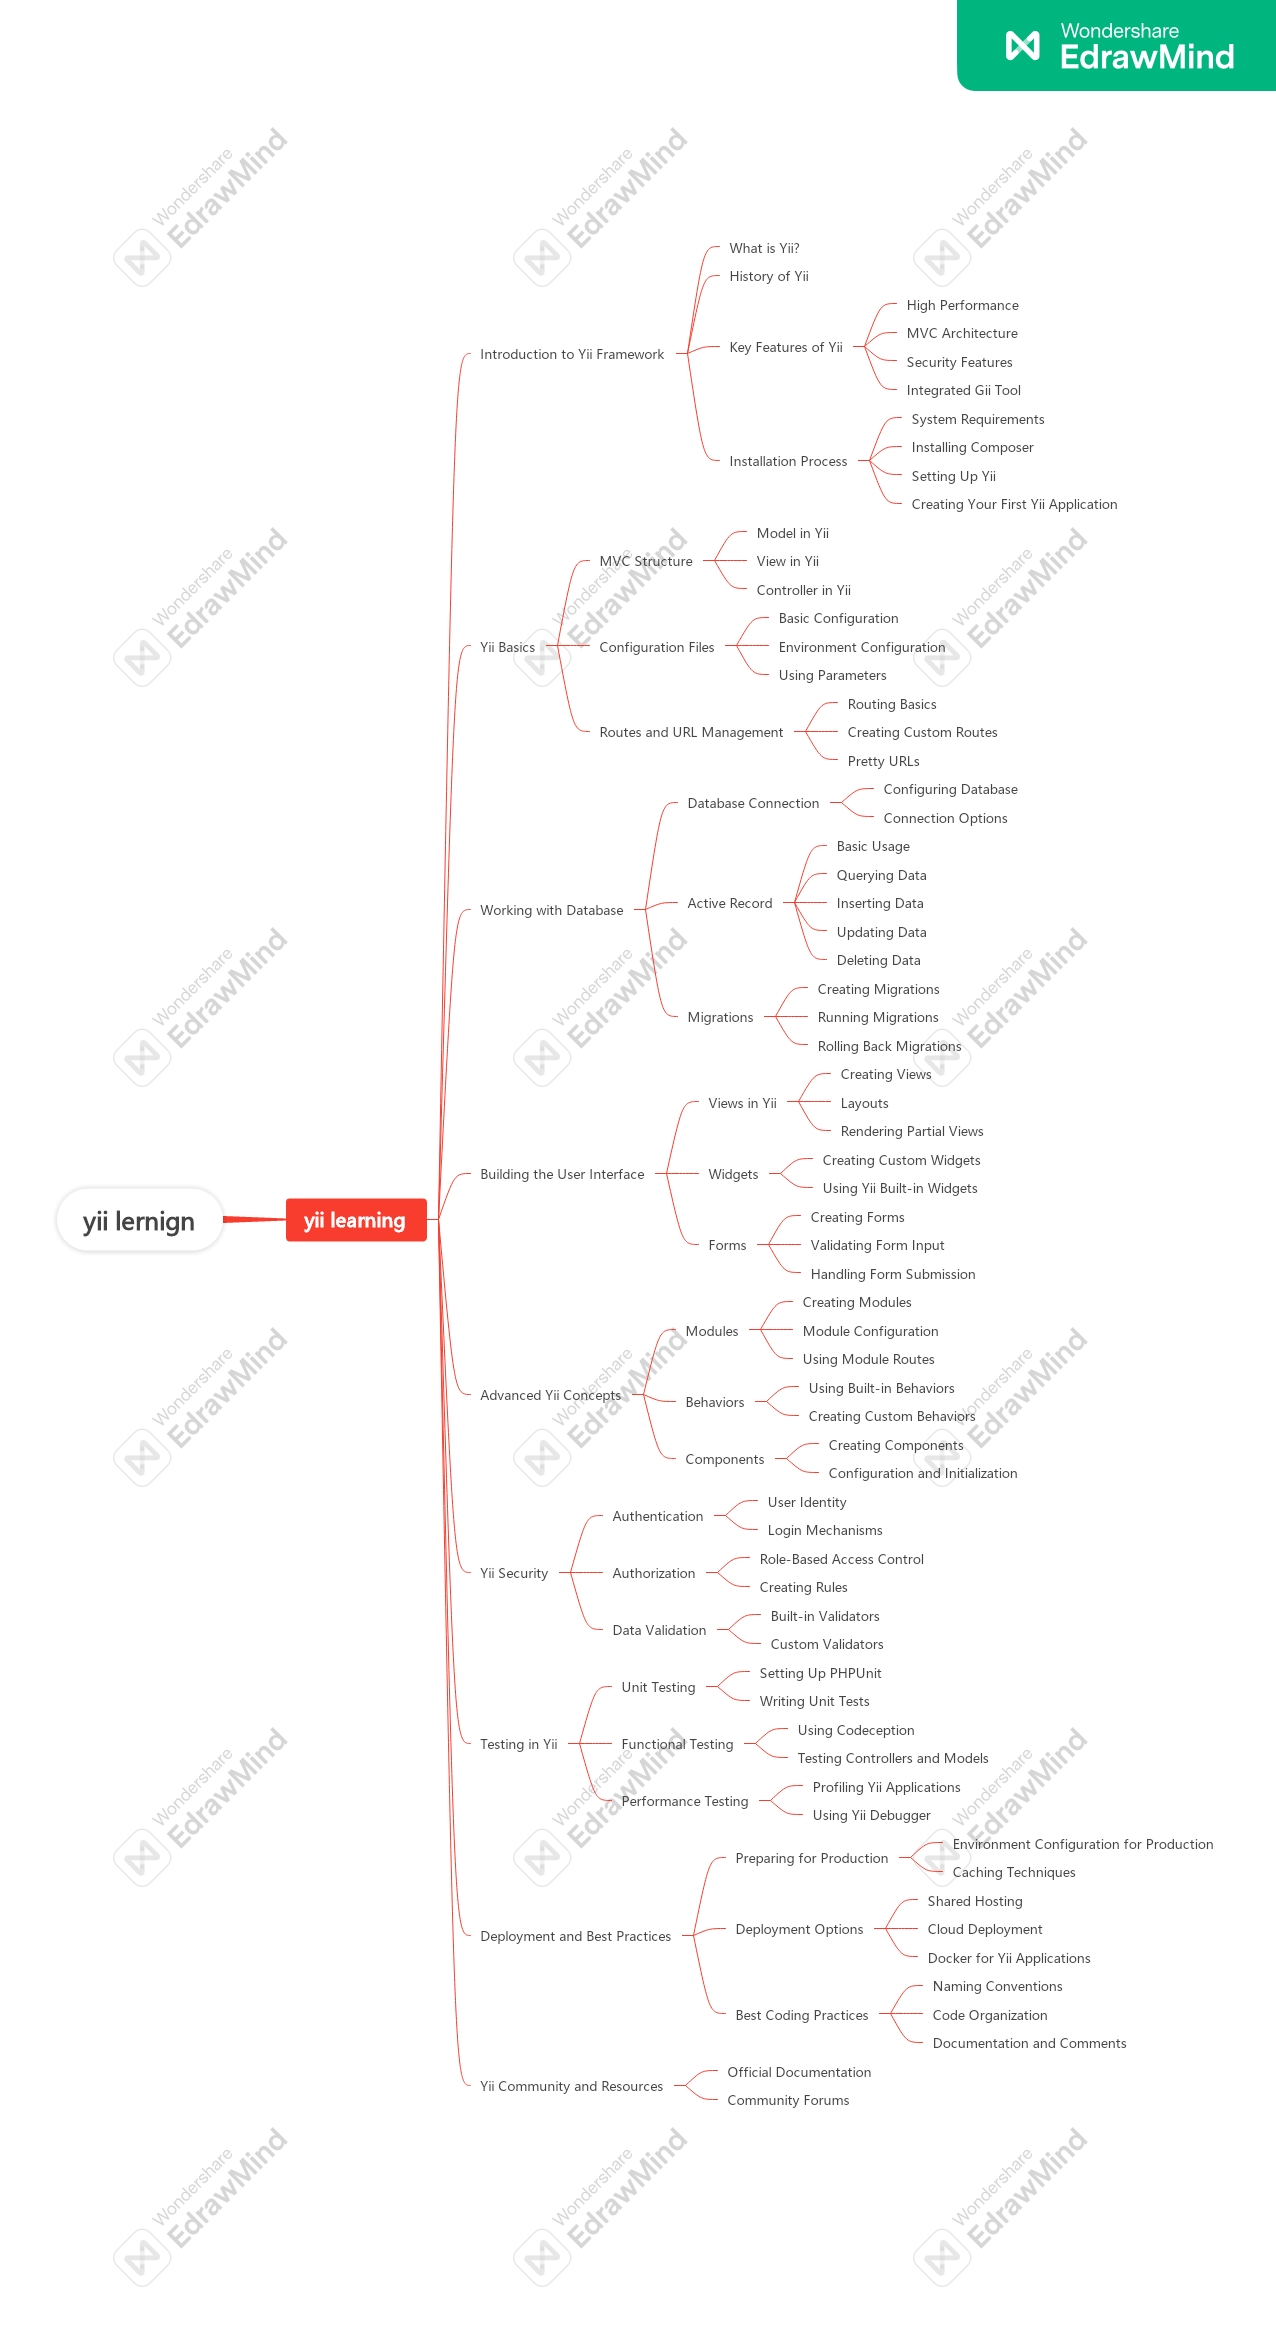 Wondershare
EdrawMind
yii lernign
yii learning
Introduction to Yii Framework
What is Yii?
History of Yii
Key Features of Yii
High Performance
MVC Architecture
Security Features
Integrated Gii Tool
Installation Process
System Requirements
Installing Composer
Setting Up Yii
Creating Your First Yii Application
Yii Basics
MVC Structure
Model in Yii
View in Yii
Controller in Yii
Configuration Files
Basic Configuration
Environment Configuration
Using Parameters
Routes and URL Management
Routing Basics
Creating Custom Routes
Pretty URLs
Working with Database
Database Connection
Configuring Database
Connection Options
Active Record
Basic Usage
Querying Data
Inserting Data
Updating Data
Deleting Data
Migrations
Creating Migrations
Running Migrations
Rolling Back Migrations
Building the User Interface
Views in Yii
Creating Views
Layouts
Rendering Partial Views
Widgets
Creating Custom Widgets
Using Yii Built-in Widgets
Forms
Creating Forms
Validating Form Input
Handling Form Submission
Advanced Yii Concepts
Modules
Creating Modules
Module Configuration
Using Module Routes
Behaviors
Using Built-in Behaviors
Creating Custom Behaviors
Components
Creating Components
Configuration and Initialization
Yii Security
Authentication
User Identity
Login Mechanisms
Authorization
Role-Based Access Control
Creating Rules
Data Validation
Built-in Validators
Custom Validators
Testing in Yii
Unit Testing
Setting Up PHPUnit
Writing Unit Tests
Functional Testing
Using Codeception
Testing Controllers and Models
Performance Testing
Profiling Yii Applications
Using Yii Debugger
Deployment and Best Practices
Preparing for Production
Environment Configuration for Production
Caching Techniques
Deployment Options
Shared Hosting
Cloud Deployment
Docker for Yii Applications
Best Coding Practices
Naming Conventions
Code Organization
Documentation and Comments
Yii Community and Resources
Official Documentation
Community Forums